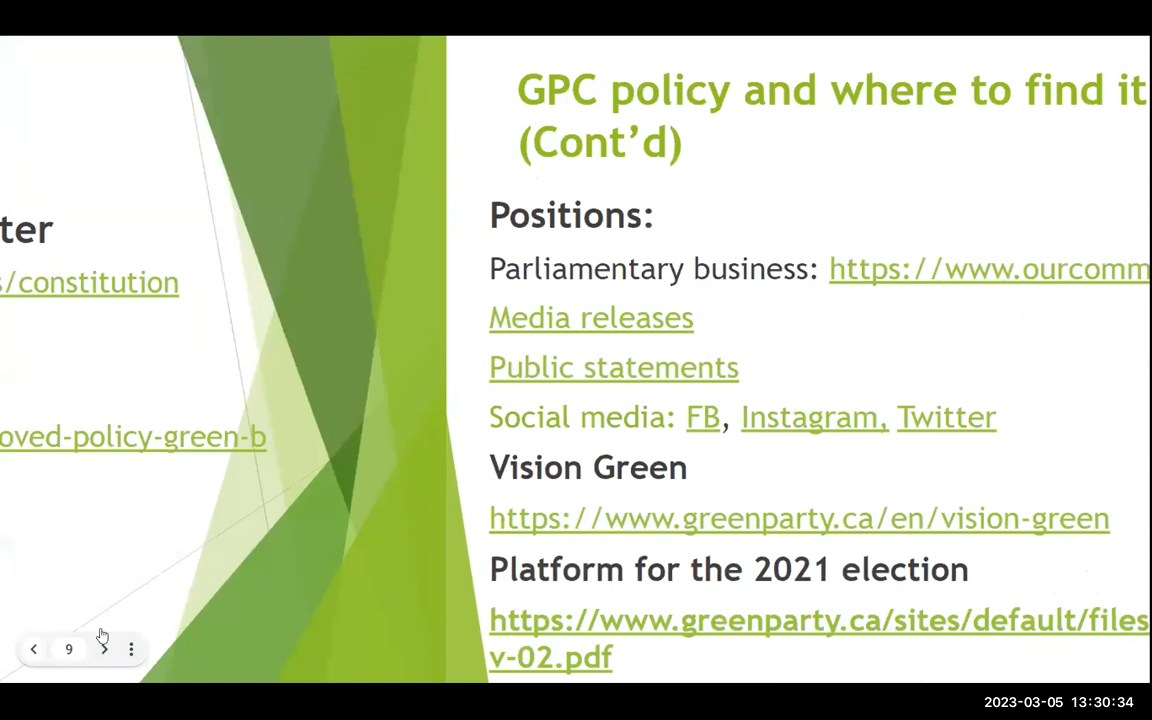 ter
s/constitution
oved-policy-green-b
GPC policy and where to find it
(Cont’d)
Positions:
Parliamentary business: https://www.ourcomm
Media releases
Public statements
Social media: FB, Instagram, Twitter
Vision Green
https://www.greenparty.ca/en/vision-green
Platform for the 2021 election
https://www.greenparty.ca/sites/default/files
v-02.pdf
9
2023-03-05 13:30:34